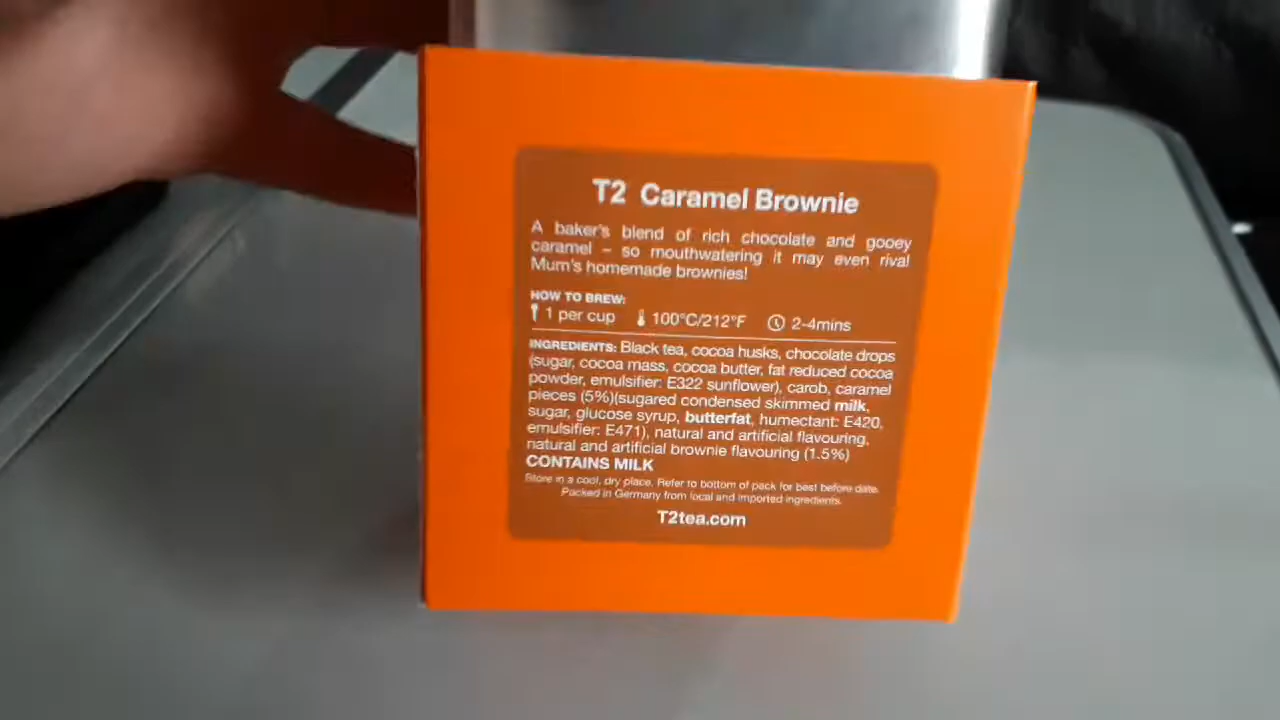 T2 Caramel Brownie
A baker's blend of rich chocolate and gooey
caramel – so mouthwatering it may even rival
Mum's homemade brownies!
HOW TO BREW:
1 per cup 100°C/212°F 2-4mins
INGREDIENTS: Black tea, cocoa husks, chocolate drops
(sugar, cocoa mass, cocoa butter, fat reduced cocoa
powder, emulsifier: E322 sunflower), carob, caramel
pieces (5%)(sugared condensed skimmed milk,
sugar, glucose syrup, butterfat, humectant: E420,
emulsifier: E471), natural and artificial flavouring,
natural and artificial brownie flavouring (1.5%)
CONTAINS MILK
Store in a cool, dry place. Refer to bottom of pack for best before date.
Packed in Germany from local and imported ingredients.
T2tea.com